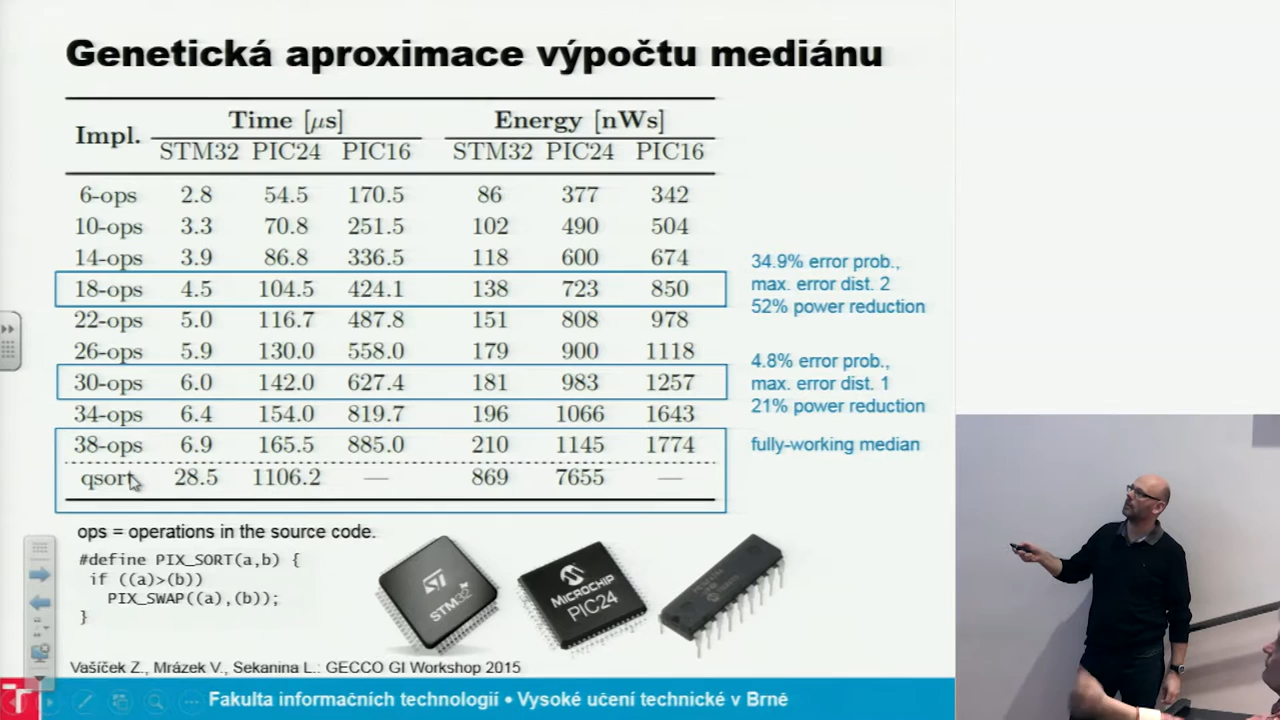 Genetická aproximace výpočtu mediánu
Impl. Time [μs] Energy [nWs]
STM32 PIC24 PIC16 STM32 PIC24 PIC16
6-ops 2.8 54.5 170.5 86 377 342
10-ops 3.3 70.8 251.5 102 490 504
14-ops 3.9 86.8 336.5 118 600 674
18-ops 4.5 104.5 424.1 138 723 850
22-ops 5.0 116.7 487.8 151 808 978
26-ops 5.9 130.0 558.0 179 900 1118
30-ops 6.0 142.0 627.4 181 983 1257
34-ops 6.4 154.0 819.7 196 1066 1643
38-ops 6.9 165.5 885.0 210 1145 1774
qsort 28.5 1106.2 — 869 7655 —
34.9% error prob.,
max. error dist. 2
52% power reduction
4.8% error prob.,
max. error dist. 1
21% power reduction
fully-working median
ops = operations in the source code.
#define PIX_SORT(a,b) {
if ((a)>(b))
PIX_SWAP((a),(b));
}
STM32
MICROCHIP
PIC24
Vašíček Z., Mrázek V., Sekanina L.: GECCO GI Workshop 2015
Fakulta informačních technologií • Vysoké učení technické v Brně